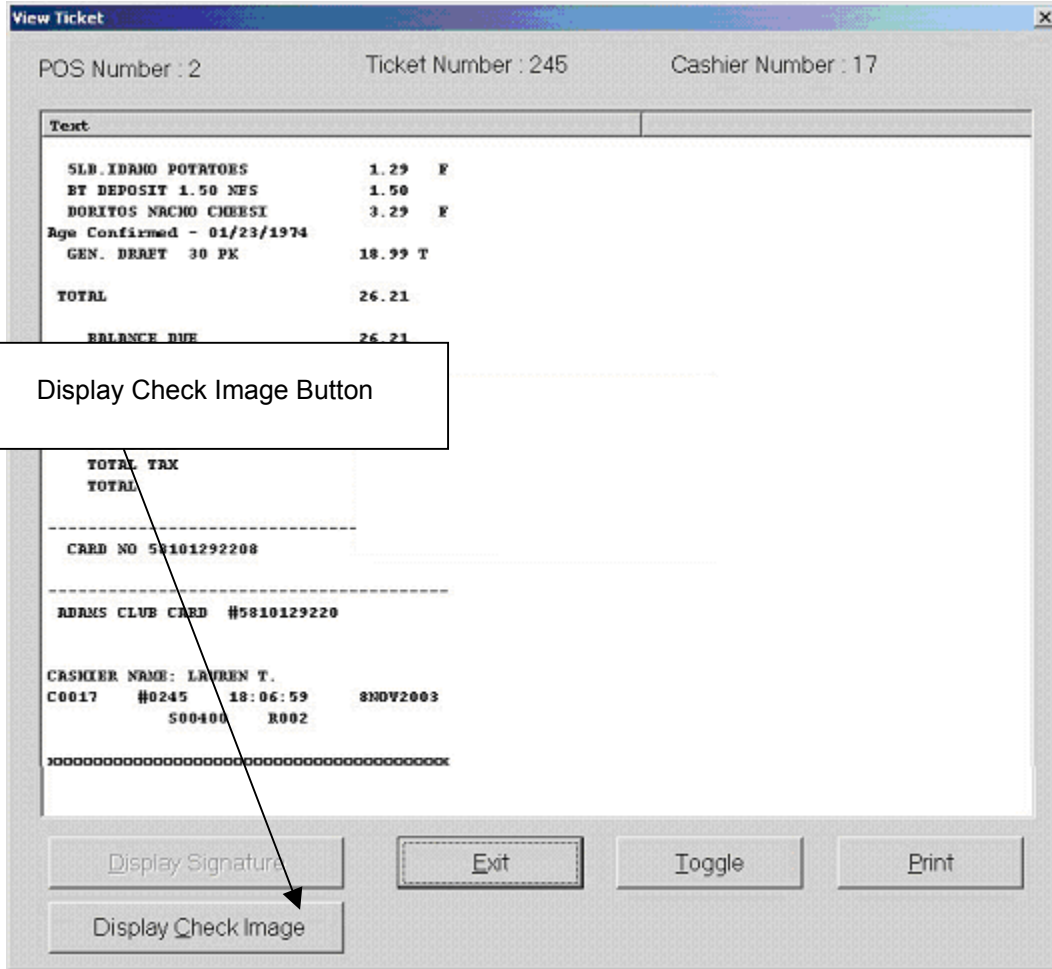 View Ticket
POS Number : 2 Ticket Number : 245 Cashier Number : 17
Text
5LB.IDAHO POTATOES 1.29 F
BT DEPOSIT 1.50 NFS 1.50
DORITOS NACHO CHEESI 3.29 F
Age Confirmed - 01/23/1974
GEN. DRAFT 30 PK 18.99 T
TOTAL 26.21
BALANCE DUE 26.21
Display Check Image Button
TOTAL TAX
TOTAL
----------------------------------
CARD NO 58101292208
--------------------------------------------
ADAMS CLUB CARD #5810129220
CASHIER NAME: LAUREN T.
C0017 #0245 18:06:59 8NOV2003
S00400 R002
Display Signature Exit Toggle Print
Display Check Image